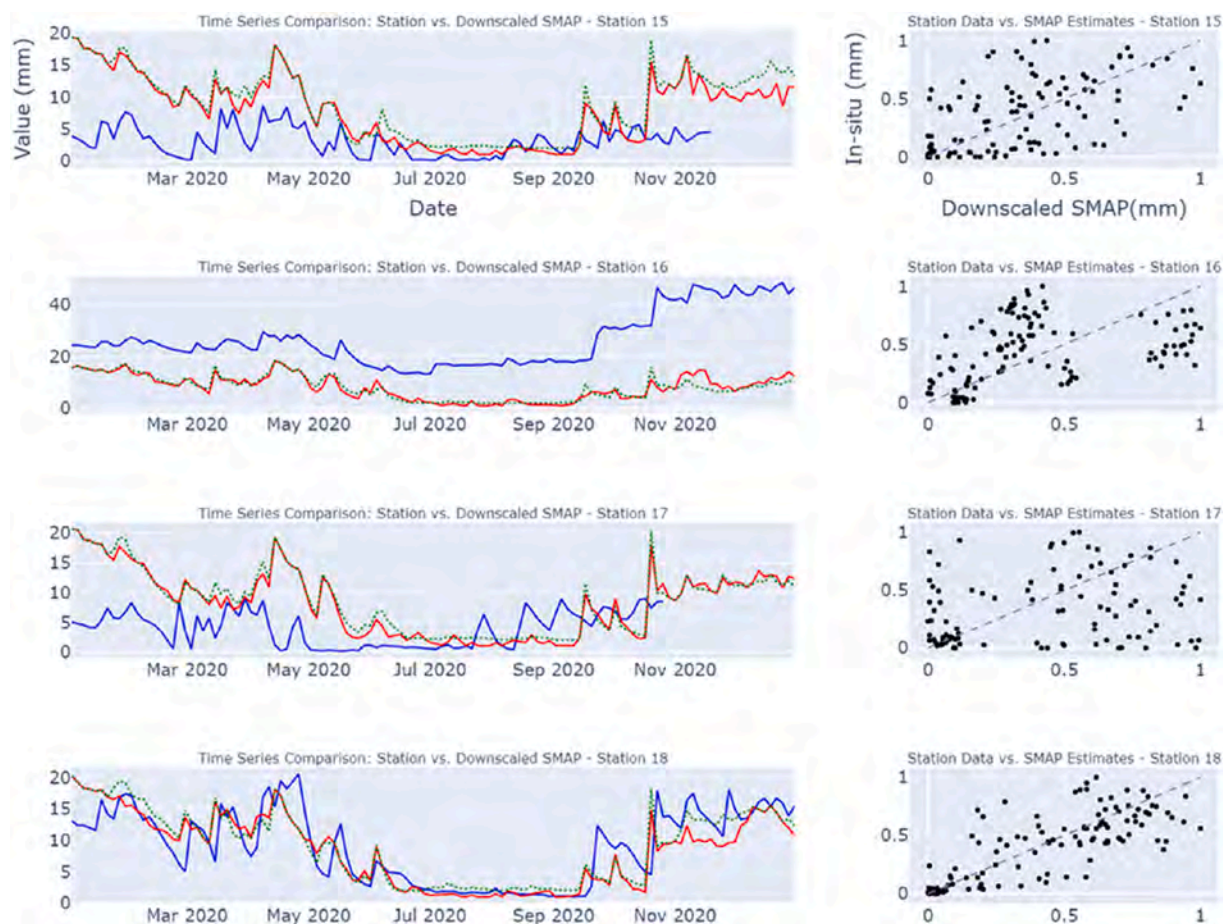 Time Series Comparison: Station vs. Downscaled SMAP - Station 15
Station Data vs. SMAP Estimates - Station 15
Value (mm)
20
15
10
5
0
Mar 2020 May 2020 Jul 2020 Sep 2020 Nov 2020
Date
In-situ (mm)
1
0.5
0
0 0.5 1
Downscaled SMAP(mm)
Time Series Comparison: Station vs. Downscaled SMAP - Station 16
Station Data vs. SMAP Estimates - Station 16
40
20
0
Mar 2020 May 2020 Jul 2020 Sep 2020 Nov 2020
1
0.5
0
0 0.5 1
Time Series Comparison: Station vs. Downscaled SMAP - Station 17
Station Data vs. SMAP Estimates - Station 17
20
15
10
5
0
Mar 2020 May 2020 Jul 2020 Sep 2020 Nov 2020
1
0.5
0
0 0.5 1
Time Series Comparison: Station vs. Downscaled SMAP - Station 18
Station Data vs. SMAP Estimates - Station 18
20
15
10
5
0
Mar 2020 May 2020 Jul 2020 Sep 2020 Nov 2020
1
0.5
0
0 0.5 1